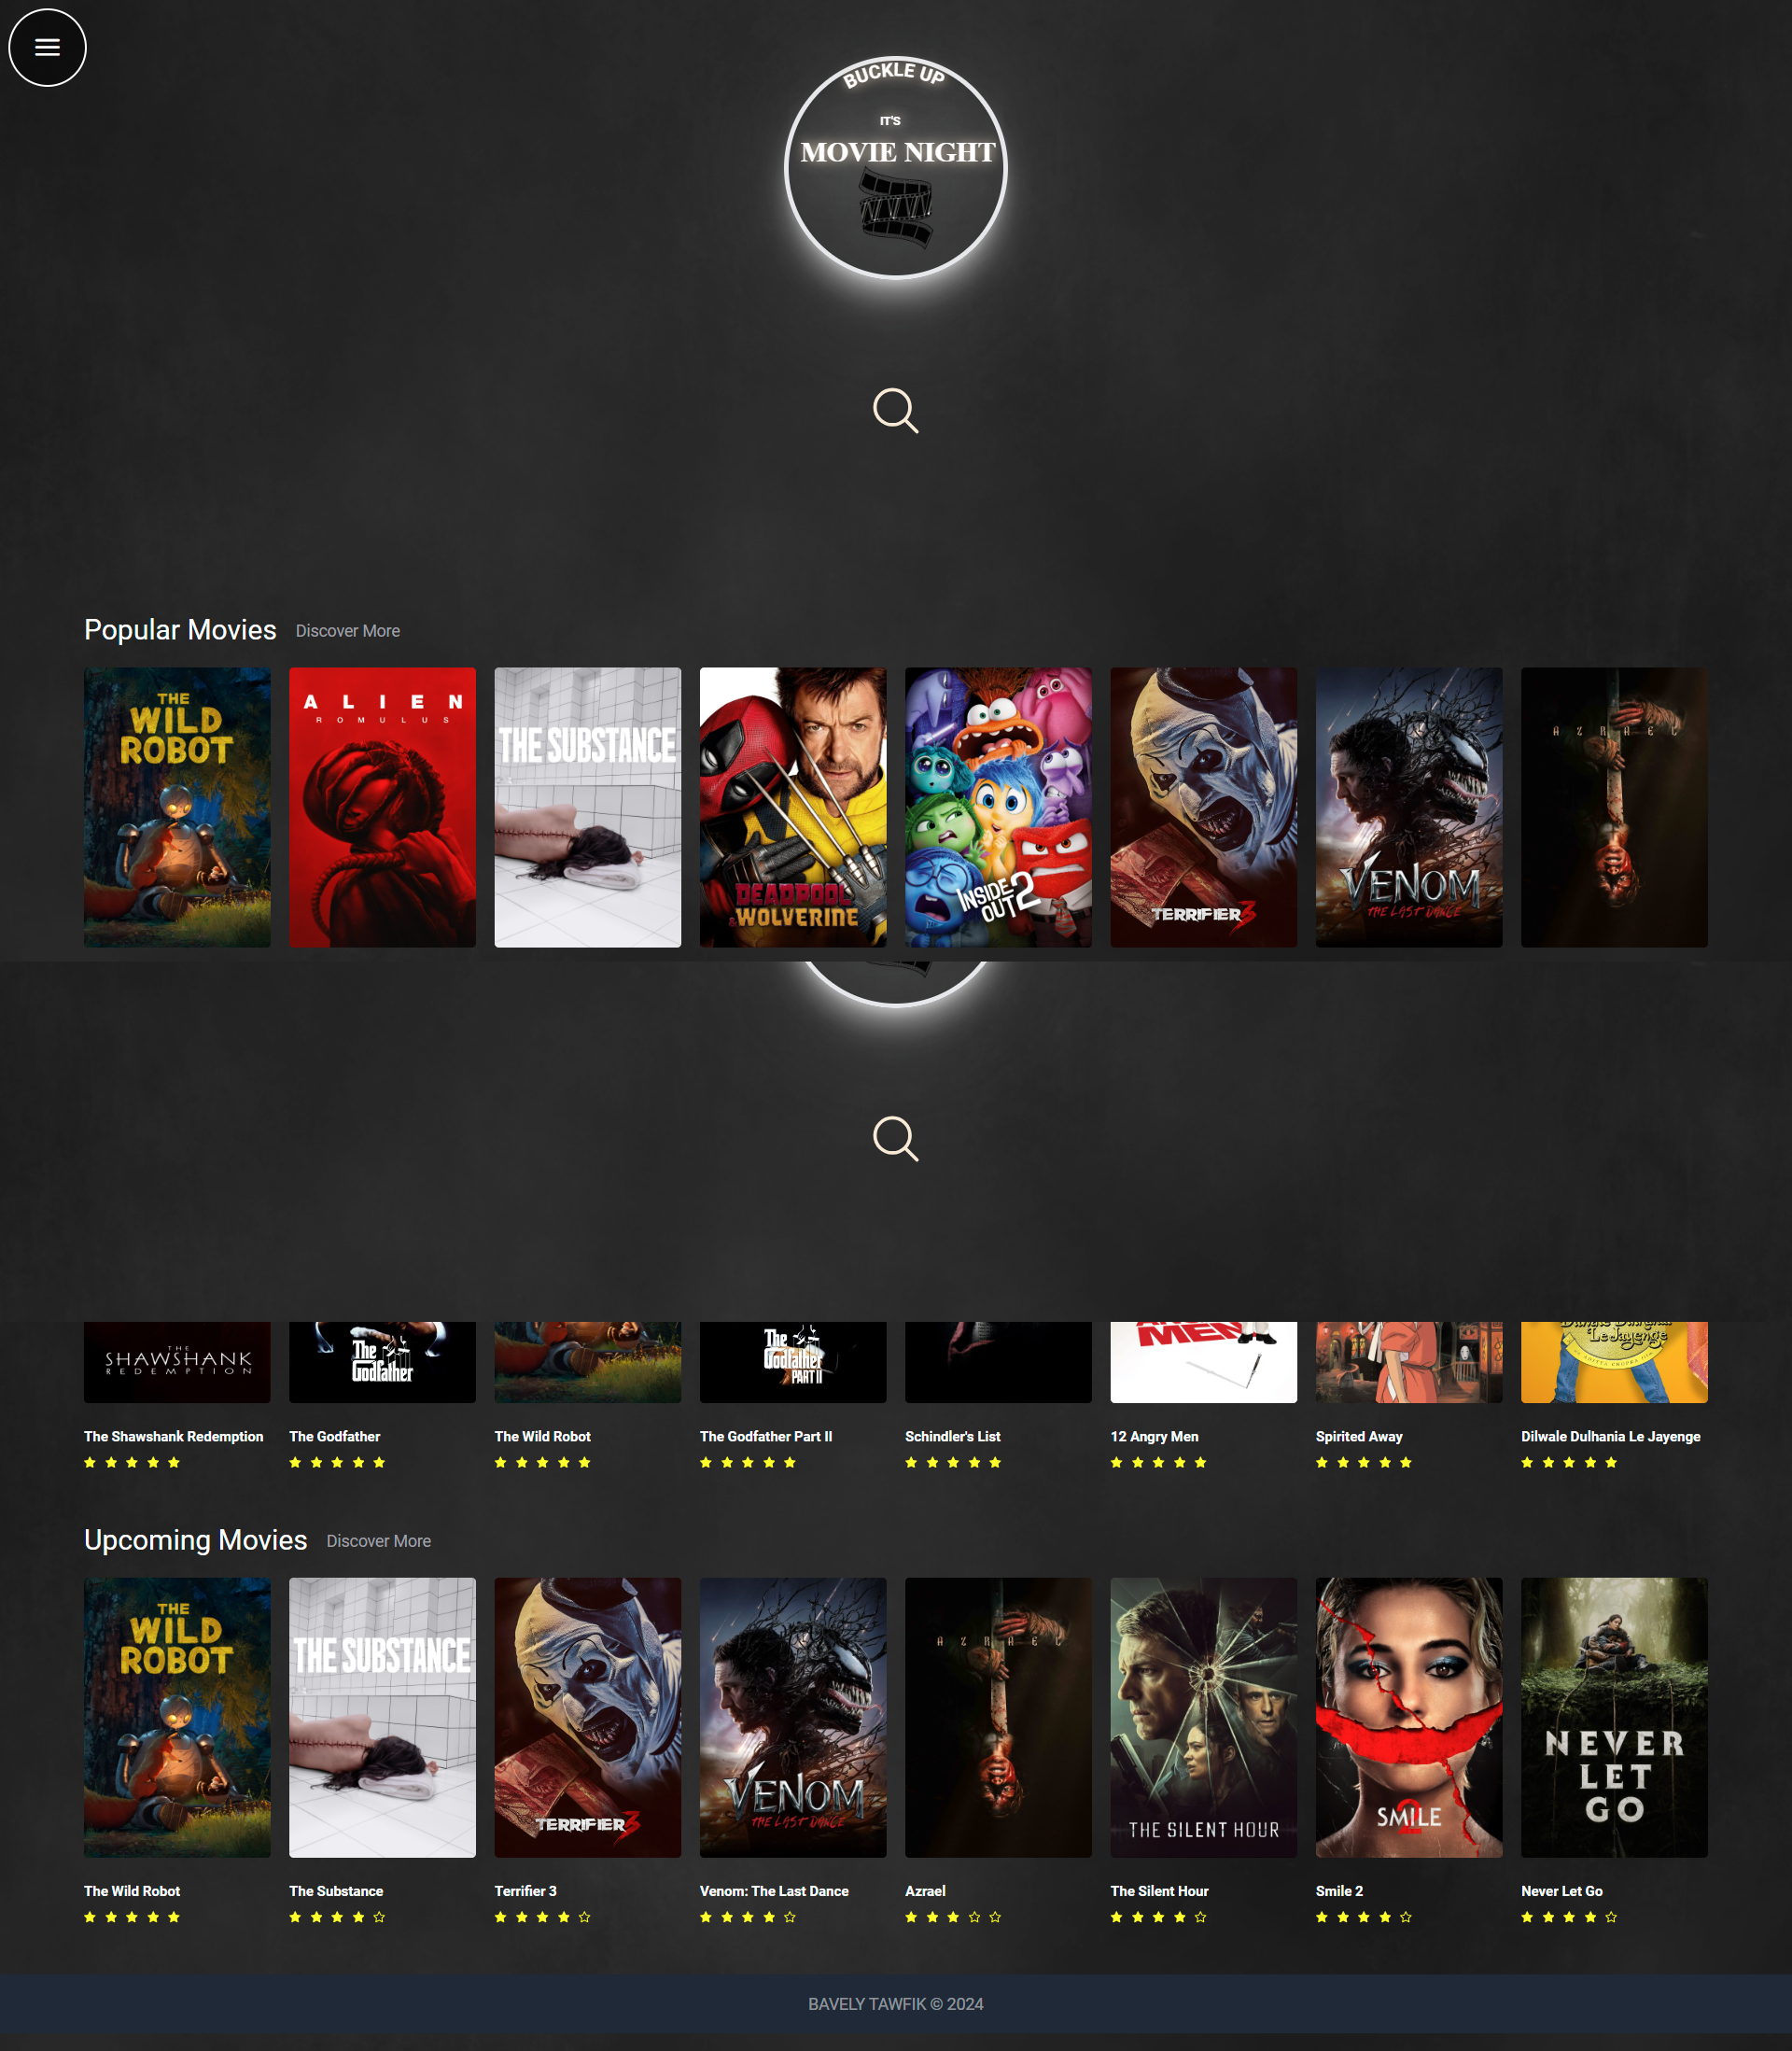 BUCKLE UP
IT'S
MOVIE NIGHT
Popular Movies Discover More
THE WILD ROBOT
ALIEN ROMULUS
THE SUBSTANCE
DEADPOOL & WOLVERINE
INSIDE OUT 2
TERRIFIER 3
VENOM THE LAST DANCE
AZRAEL
THE SHAWSHANK REDEMPTION
The Godfather
The Godfather PART II
ANGRY MEN
Dilwale Dulhania Le Jayenge
The Shawshank Redemption
The Godfather
The Wild Robot
The Godfather Part II
Schindler's List
12 Angry Men
Spirited Away
Dilwale Dulhania Le Jayenge
Upcoming Movies Discover More
THE WILD ROBOT
THE SUBSTANCE
TERRIFIER 3
VENOM THE LAST DANCE
AZRAEL
THE SILENT HOUR
SMILE 2
NEVER LET GO
The Wild Robot
The Substance
Terrifier 3
Venom: The Last Dance
Azrael
The Silent Hour
Smile 2
Never Let Go
BAVELY TAWFIK © 2024